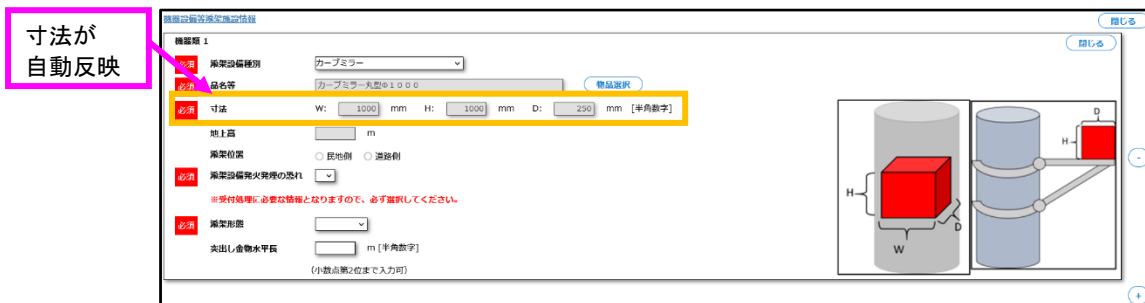 寸法が
自動反映
機器設備等添架施設情報
閉じる
機器類 1
閉じる
必須 添架設備種別 カーブミラー
必須 品名等 カーブミラー丸型Φ1000 物品選択
必須 寸法 W: 1000 mm H: 1000 mm D: 250 mm [半角数字]
地上高 m
添架位置 民地側 道路側
必須 添架設備発火発煙の恐れ
※受付処理に必要な情報となりますので、必ず選択してください。
必須 添架形態
突出し金物水平長 m [半角数字]
(小数点第2位まで入力可)
H
W
D
D
H
-
+